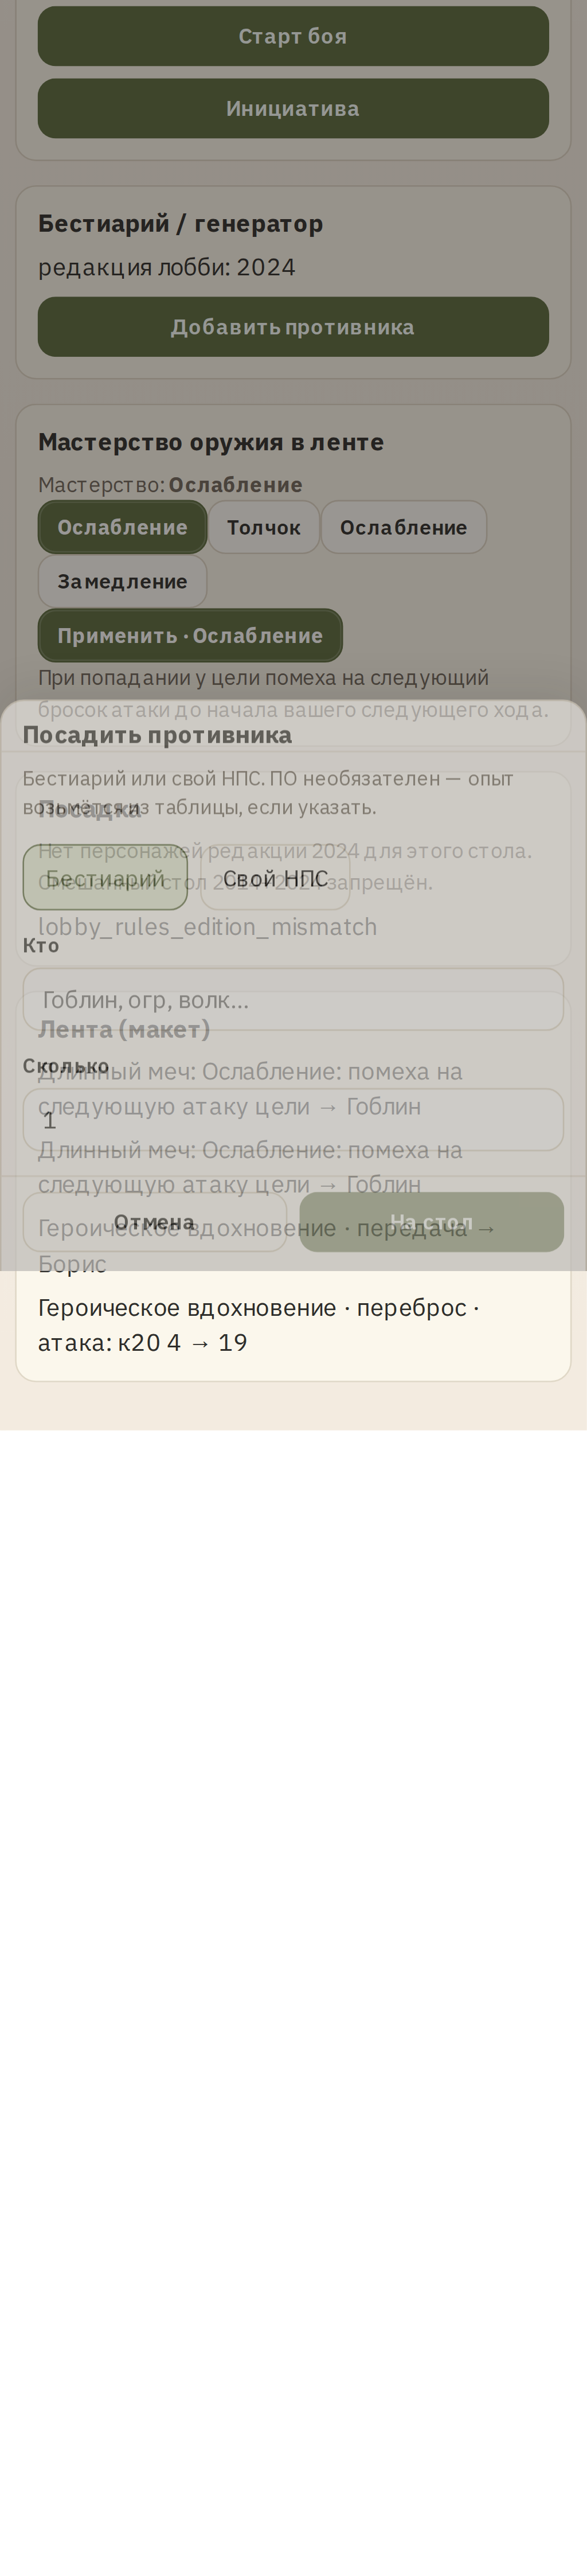 Старт боя
Инициатива
Бестиарий / генератор
редакция лобби: 2024
Добавить противника
Мастерство оружия в ленте
Мастерство: Ослабление
Ослабление
Толчок
Ослабление
Замедление
Применить · Ослабление
При попадании у цели помеха на следующий
бросок атаки до начала вашего следующего хода.
Посадить противника
Бестиарий или свой НПС. ПО необязателен — опыт
возьмётся из таблицы, если указать.
Посадка
Нет персонажей редакции 2024 для этого стола.
Бестиарий
Свой НПС
Смешанный стол 2014 запрещён.
lobby_rules_edition_mismatch
Кто
Гоблин, огр, волк…
Лента (макет)
Сколько
Длинный меч: Ослабление: помеха на
следующую атаку цели → Гоблин
1
Длинный меч: Ослабление: помеха на
следующую атаку цели → Гоблин
Отмена
На стол
Героическое вдохновение · передача →
Борис
Героическое вдохновение · переброс ·
атака: к20 4 → 19